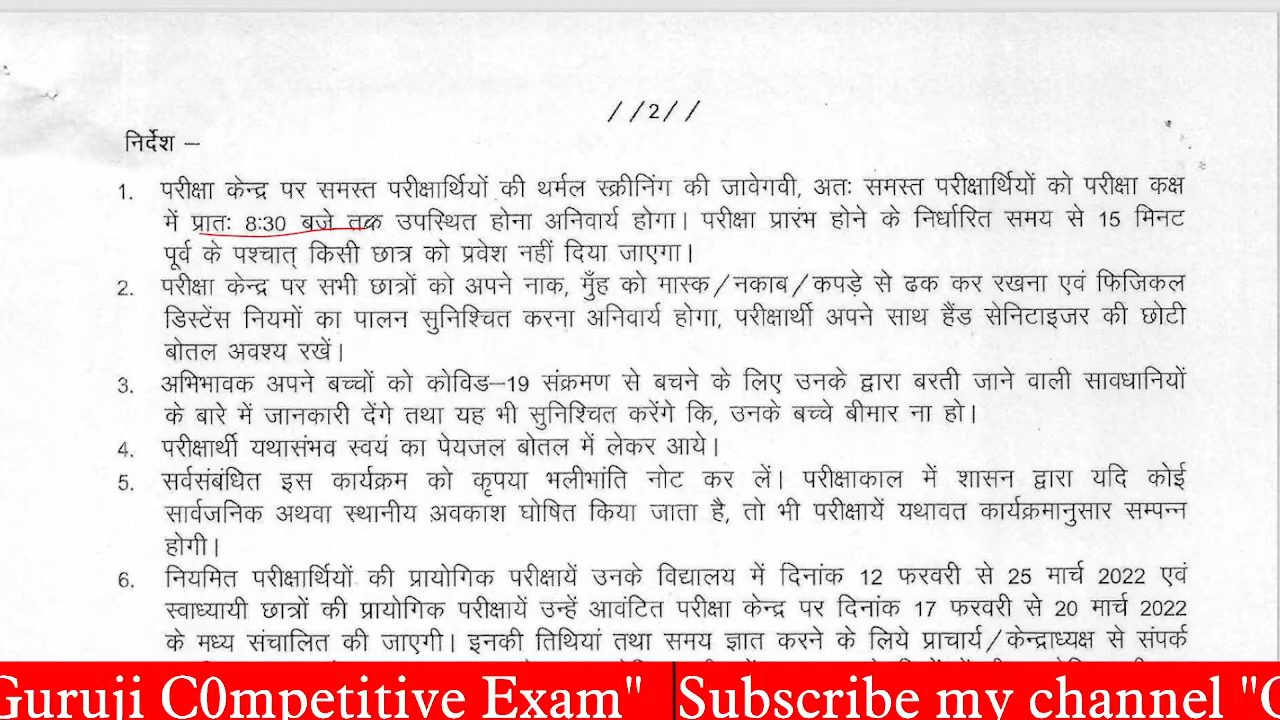 //2//
निर्देश –
1. परीक्षा केन्द्र पर समस्त परीक्षार्थियों की थर्मल स्क्रीनिंग की जावेगवी, अतः समस्त परीक्षार्थियों को परीक्षा कक्ष
में प्रातः 8:30 बजे तक उपस्थित होना अनिवार्य होगा। परीक्षा प्रारंभ होने के निर्धारित समय से 15 मिनट
पूर्व के पश्चात् किसी छात्र को प्रवेश नहीं दिया जाएगा।
2. परीक्षा केन्द्र पर सभी छात्रों को अपने नाक, मुँह को मास्क/नकाब/कपड़े से ढक कर रखना एवं फिजिकल
डिस्टेंस नियमों का पालन सुनिश्चित करना अनिवार्य होगा, परीक्षार्थी अपने साथ हैंड सेनिटाइजर की छोटी
बोतल अवश्य रखें।
3. अभिभावक अपने बच्चों को कोविड–19 संक्रमण से बचने के लिए उनके द्वारा बरती जाने वाली सावधानियों
के बारे में जानकारी देंगे तथा यह भी सुनिश्चित करेंगे कि, उनके बच्चे बीमार ना हो।
4. परीक्षार्थी यथासंभव स्वयं का पेयजल बोतल में लेकर आये।
5. सर्वसंबंधित इस कार्यक्रम को कृपया भलीभांति नोट कर लें। परीक्षाकाल में शासन द्वारा यदि कोई
सार्वजनिक अथवा स्थानीय अवकाश घोषित किया जाता है, तो भी परीक्षायें यथावत कार्यक्रमानुसार सम्पन्न
होगी।
6. नियमित परीक्षार्थियों की प्रायोगिक परीक्षायें उनके विद्यालय में दिनांक 12 फरवरी से 25 मार्च 2022 एवं
स्वाध्यायी छात्रों की प्रायोगिक परीक्षायें उन्हें आवंटित परीक्षा केन्द्र पर दिनांक 17 फरवरी से 20 मार्च 2022
के मध्य संचालित की जाएगी। इनकी तिथियां तथा समय ज्ञात करने के लिये प्राचार्य/केन्द्राध्यक्ष से संपर्क
Guruji C0mpetitive Exam" Subscribe my channel "